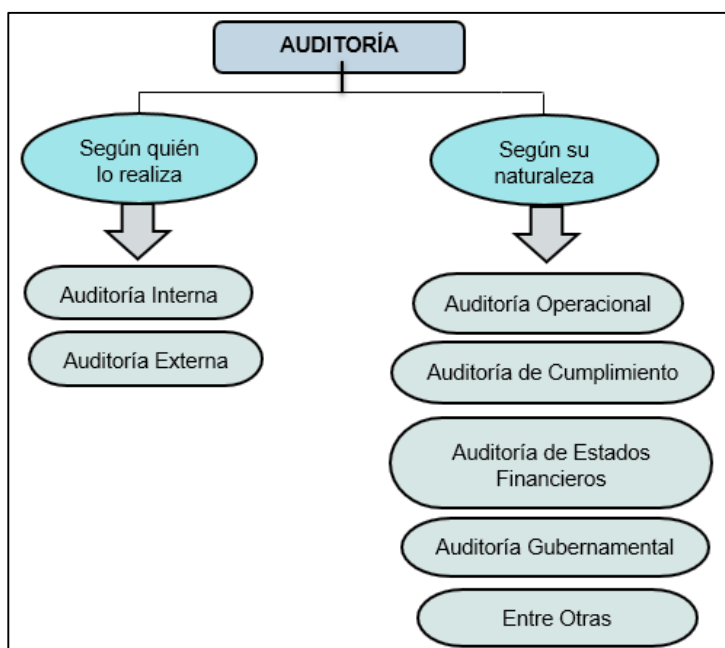 AUDITORÍA
Según quién
lo realiza
Auditoría Interna
Auditoría Externa
Según su
naturaleza
Auditoría Operacional
Auditoría de Cumplimiento
Auditoría de Estados
Financieros
Auditoría Gubernamental
Entre Otras